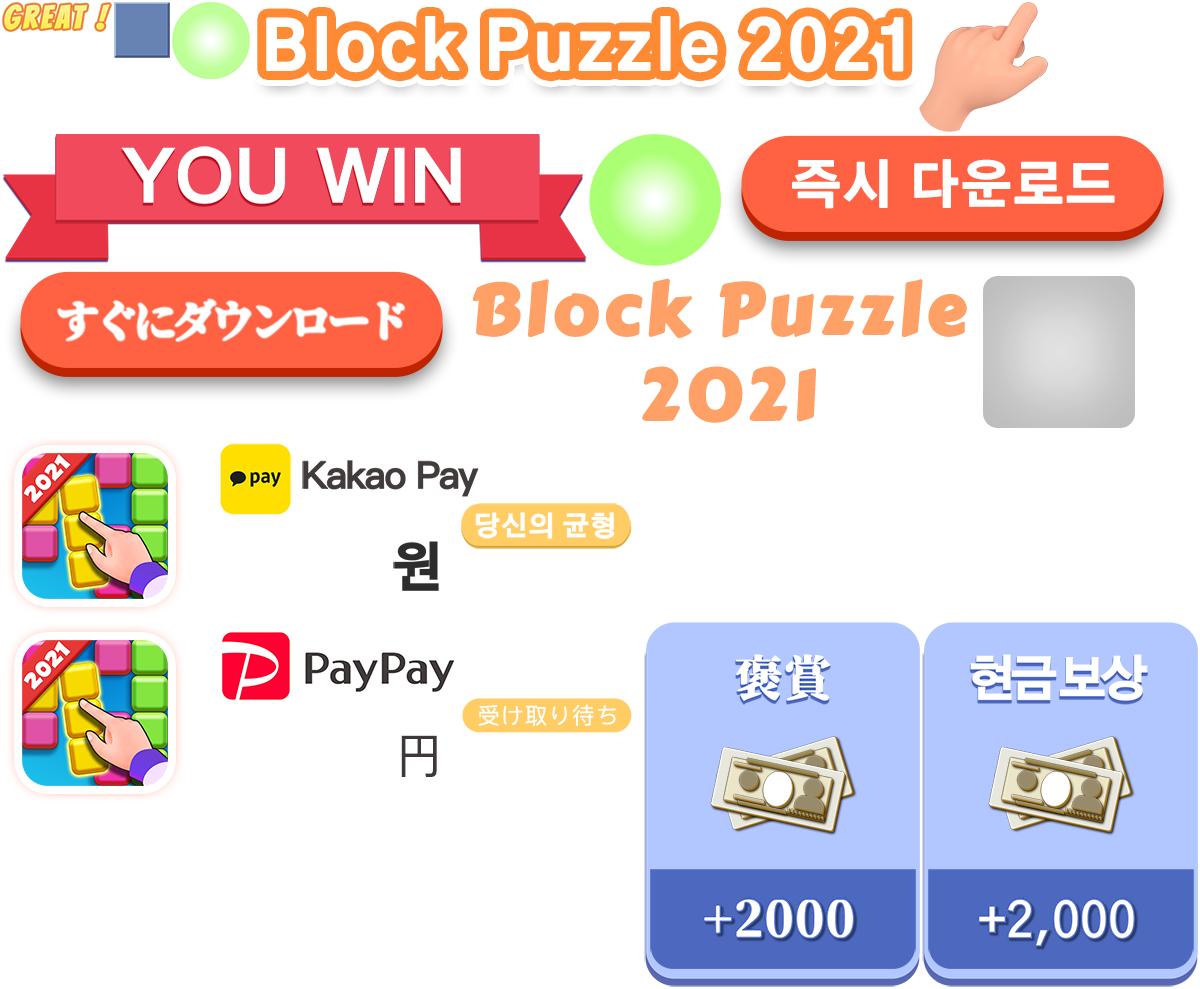 GREAT !
Block Puzzle 2021
YOU WIN
즉시 다운로드
すぐにダウンロード
Block Puzzle
2021
2021
pay
Kakao Pay
당신의 균형
원
2021
PayPay
受け取り待ち
円
褒賞
+2000
현금보상
+2,000